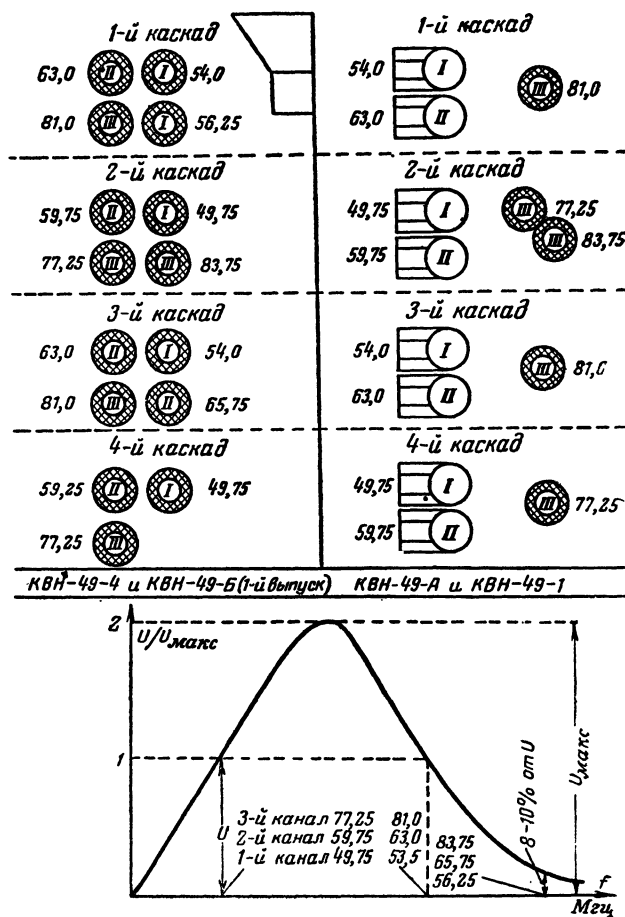 1-й каскад
63,0 II I 54,0
81,0 III I 56,25
2-й каскад
59,75 II I 49,75
77,25 III III 83,75
3-й каскад
63,0 II I 54,0
81,0 III II 65,75
4-й каскад
59,25 II I 49,75
77,25 III
КВН-49-4 и КВН-49-Б (1-й выпуск)
1-й каскад
54,0 I III 81,0
63,0 II
2-й каскад
49,75 I III 77,25
59,75 II III 83,75
3-й каскад
54,0 I III 81,0
63,0 II
4-й каскад
49,75 I III 77,25
59,75 II
КВН-49-А и КВН-49-1
2
U/Uмакс
1
U
3-й канал 77,25 81,0 83,75
2-й канал 59,75 63,0 65,75
1-й канал 49,75 53,5 56,25
8-10% от U
Uмакс
f
Мгц